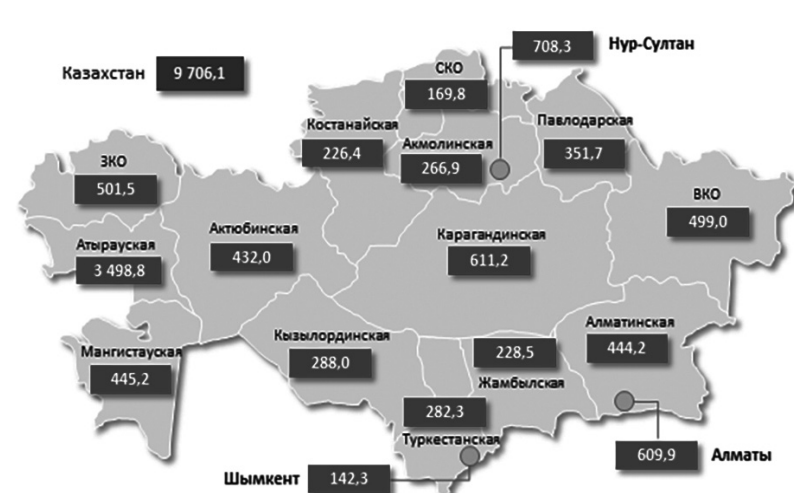 Казахстан
9 706,1
708,3
Нур-Султан
СКО
169,8
Костанайская
226,4
Акмолинская
266,9
Павлодарская
351,7
ЗКО
501,5
ВКО
499,0
Атырауская
3 498,8
Актюбинская
432,0
Карагандинская
611,2
Мангистауская
445,2
Кызылординская
288,0
228,5
Жамбылская
Алматинская
444,2
282,3
Туркестанская
609,9
Алматы
Шымкент
142,3